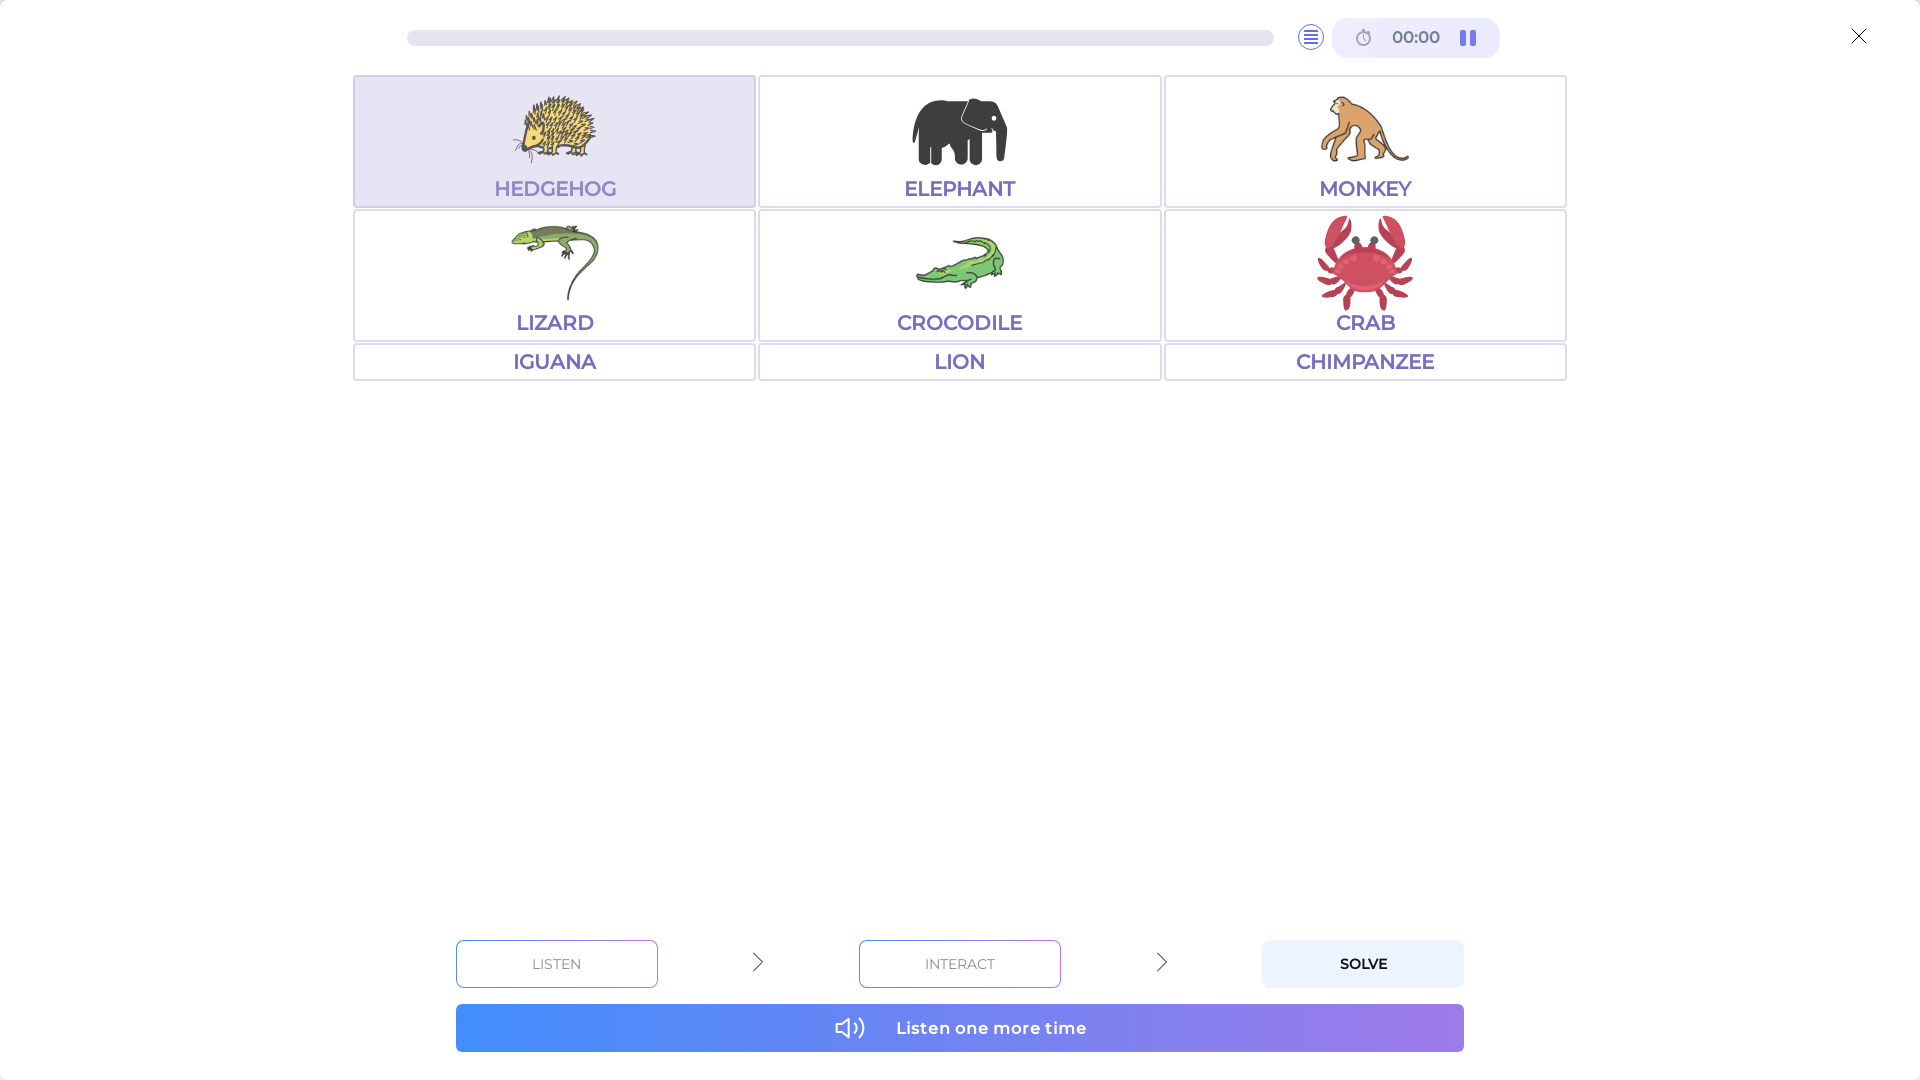 00:00
HEDGEHOG
ELEPHANT
MONKEY
LIZARD
CROCODILE
CRAB
IGUANA
LION
CHIMPANZEE
LISTEN
INTERACT
SOLVE
Listen one more time